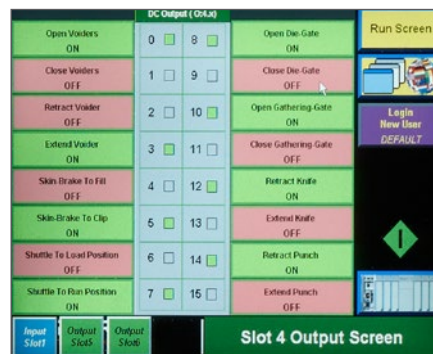 DC Output ( O:4.x)
Open Voiders
ON
0
8
Open Die-Gate
ON
Close Voiders
OFF
1
9
Close Die-Gate
OFF
Retract Voider
OFF
2
10
Open Gathering-Gate
ON
Extend Voider
ON
3
11
Close Gathering-Gate
OFF
Skin Brake To Fill
OFF
4
12
Retract Knife
ON
Skin-Brake To Clip
ON
5
13
Extend Knife
OFF
Shuttle To Load Position
OFF
6
14
Retract Punch
ON
Shuttle To Run Position
ON
7
15
Extend Punch
OFF
Run Screen
Login
New User
DEFAULT
Input
Slot1
Output
Slot5
Output
Slot6
Slot 4 Output Screen